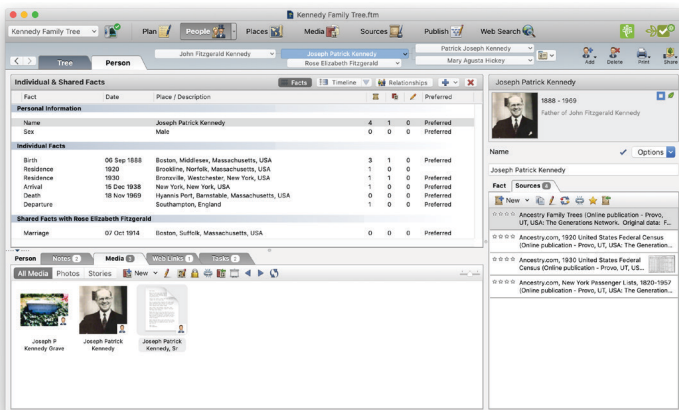 Kennedy Family Tree.ftm
Kennedy Family Tree Plan People Places Media Sources Publish Web Search
Tree Person
John Fitzgerald Kennedy
Joseph Patrick Kennedy
Rose Elizabeth Fitzgerald
Patrick Joseph Kennedy
Mary Agusta Hickey
Add Delete Print Share
Individual & Shared Facts Facts Timeline Relationships
Fact Date Place / Description Preferred
Personal Information
Name Joseph Patrick Kennedy 4 1 0 Preferred
Sex Male 0 0 0 Preferred
Individual Facts
Birth 06 Sep 1888 Boston, Middlesex, Massachusetts, USA 3 1 0 Preferred
Residence 1920 Brookline, Norfolk, Massachusetts, USA 1 0 0 Preferred
Residence 1930 Bronxville, Westchester, New York, USA 1 1 0 Preferred
Arrival 15 Dec 1938 New York, New York, USA 1 0 0 Preferred
Death 18 Nov 1969 Hyannis Port, Barnstable, Massachusetts, USA 0 0 0 Preferred
Departure Southampton, England 1 0 0 Preferred
Shared Facts with Rose Elizabeth Fitzgerald
Marriage 07 Oct 1914 Boston, Suffolk, Massachusetts, USA 0 0 0 Preferred
Person Notes 2 Media 3 Web Links 1 Tasks 2
All Media Photos Stories New
Joseph P
Kennedy Grave
Joseph Patrick
Kennedy
Joseph Patrick
Kennedy, Sr
Joseph Patrick Kennedy
1888 - 1969
Father of John Fitzgerald Kennedy
Name Options
Joseph Patrick Kennedy
Fact Sources 4
New
Ancestry Family Trees (Online publication - Provo,
UT, USA: The Generations Network. Original data: F...
Ancestry.com, 1920 United States Federal Census
(Online publication - Provo, UT, USA: The Generation...
Ancestry.com, 1930 United States Federal
Census (Online publication - Provo, UT, US...
Ancestry.com, New York Passenger Lists, 1820-1957
(Online publication - Provo, UT, USA: The Generation...